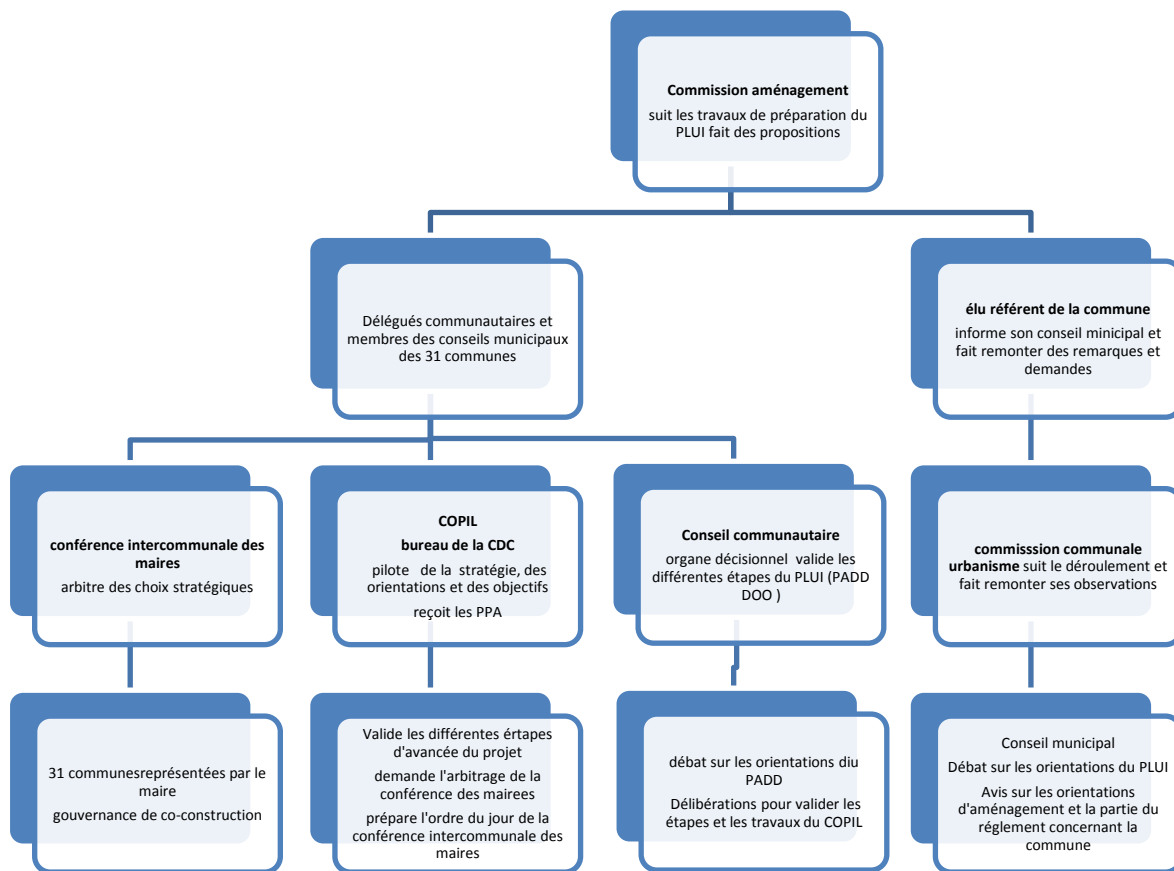 Commission aménagement
suit les travaux de préparation du
PLUI fait des propositions
Délégués communautaires et
membres des conseils municipaux
des 31 communes
élu référent de la commune
informe son conseil minicipal et
fait remonter des remarques et
demandes
conférence intercommunale des
maires
arbitre des choix stratégiques
COPIL
bureau de la CDC
pilote de la stratégie, des
orientations et des objectifs
reçoit les PPA
Conseil communautaire
organe décisionnel valide les
différentes étapes du PLUI (PADD
DOO )
commisssion communale
urbanisme suit le déroulement et
fait remonter ses observations
31 communesreprésentées par le
maire
gouvernance de co-construction
Valide les différentes értapes
d'avancée du projet
demande l'arbitrage de la
conférence des mairees
prépare l'ordre du jour de la
conférence intercommunale des
maires
débat sur les orientations diu
PADD
Délibérations pour valider les
étapes et les travaux du COPIL
Conseil municipal
Débat sur les orientations du PLUI
Avis sur les orientations
d'aménagement et la partie du
réglement concernant la
commune